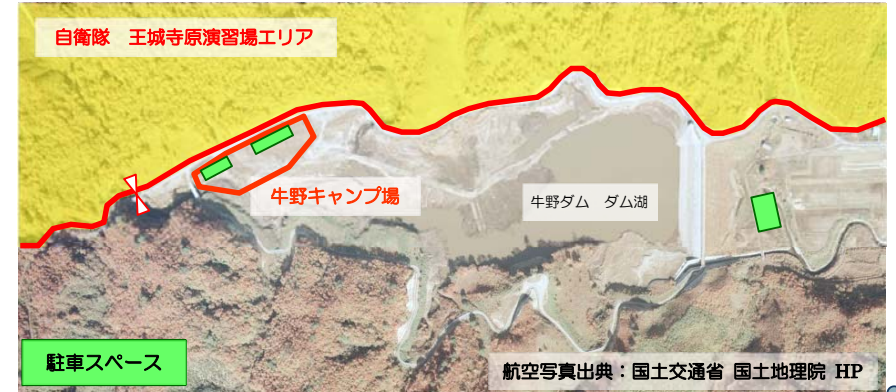 自衛隊　王城寺原演習場エリア
牛野キャンプ場
牛野ダム　ダム湖
駐車スペース
航空写真出典：国土交通省 国土地理院 HP